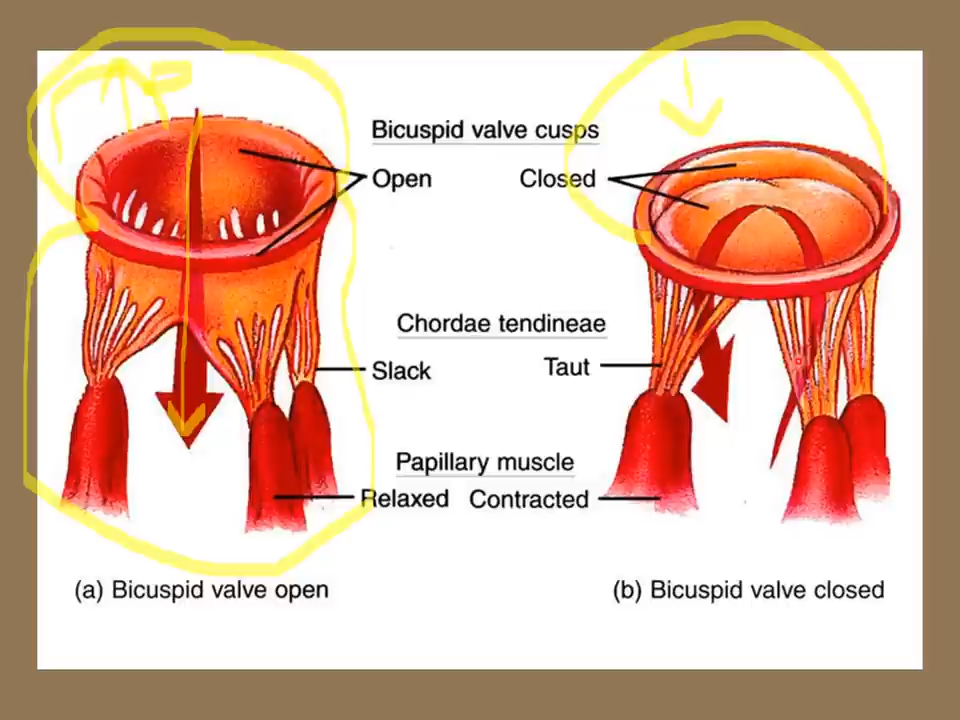 Bicuspid valve cusps
Open
Closed
Chordae tendineae
Slack
Taut
Papillary muscle
Relaxed
Contracted
(a) Bicuspid valve open
(b) Bicuspid valve closed
P